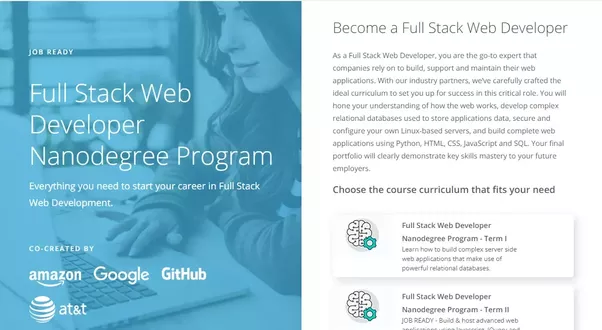 JOB READY
Full Stack Web
Developer
Nanodegree Program
Everything you need to start your career in Full Stack
Web Development.
CO-CREATED BY
amazon Google GitHub
at&t
Become a Full Stack Web Developer
As a Full Stack Web Developer, you are the go-to expert that
companies rely on to build, support and maintain their web
applications. With our industry partners, we've carefully crafted the
ideal curriculum to set you up for success in this critical role. You will
hone your understanding of how the web works, develop complex
relational databases used to store applications data, secure and
configure your own Linux-based servers, and build complete web
applications using Python, HTML, CSS, JavaScript and SQL. Your final
portfolio will clearly demonstrate key skills mastery to your future
employers.
Choose the course curriculum that fits your need
Full Stack Web Developer
Nanodegree Program - Term I
Learn how to build complex server side
web applications that make use of
powerful relational databases.
Full Stack Web Developer
Nanodegree Program - Term II
JOB READY - Build & host advanced web